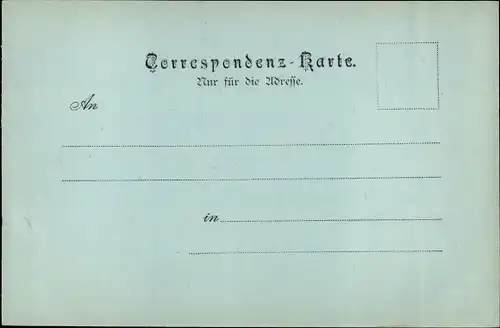 Correspondenz-Karte.
Nur für die Adresse.
An
in